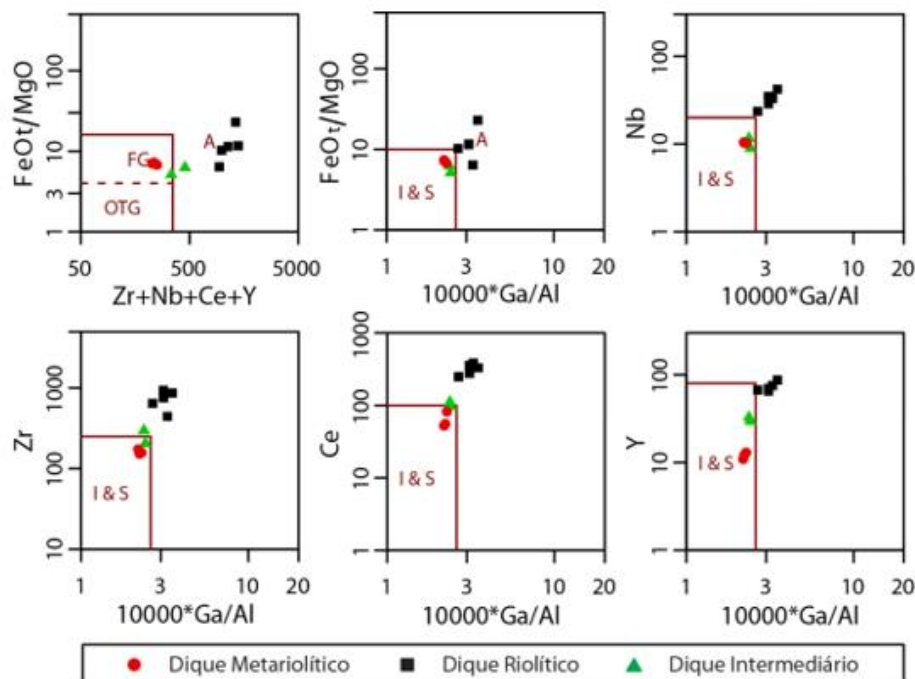 FeOt/MgO
1 3 10 100
A
FG
OTG
50 500 5000
Zr+Nb+Ce+Y
FeOt/MgO
1 10 100
A
I & S
1 3 10 20
10000*Ga/Al
Nb
1 10 100
I & S
1 3 10 20
10000*Ga/Al
Zr
10 100 1000
I & S
1 3 10 20
10000*Ga/Al
Ce
1 10 100 1000
I & S
1 3 10 20
10000*Ga/Al
Y
1 10 100
I & S
1 3 10 20
10000*Ga/Al
Dique Metariolítico Dique Riolítico Dique Intermediário